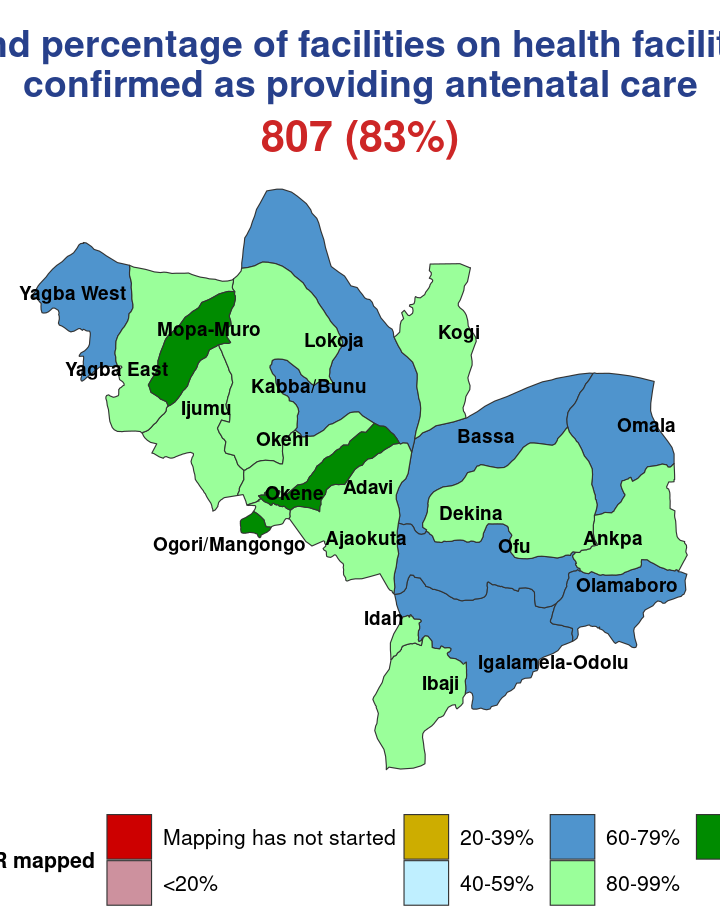 percentage of facilities on health
confirmed as providing antenatal care
807 (83%)
Yagba West
Mopa-Muro
Lokoja
Kogi
Yagba East
Kabba/Bunu
Ijumu
Okehi
Bassa
Omala
Okene
Adavi
Dekina
Ogori/Mangongo
Ajaokuta
Ofu
Ankpa
Olamaboro
Idah
Igalamela-Odolu
Ibaji
mapped
Mapping has not started
20-39%
60-79%
<20%
40-59%
80-99%